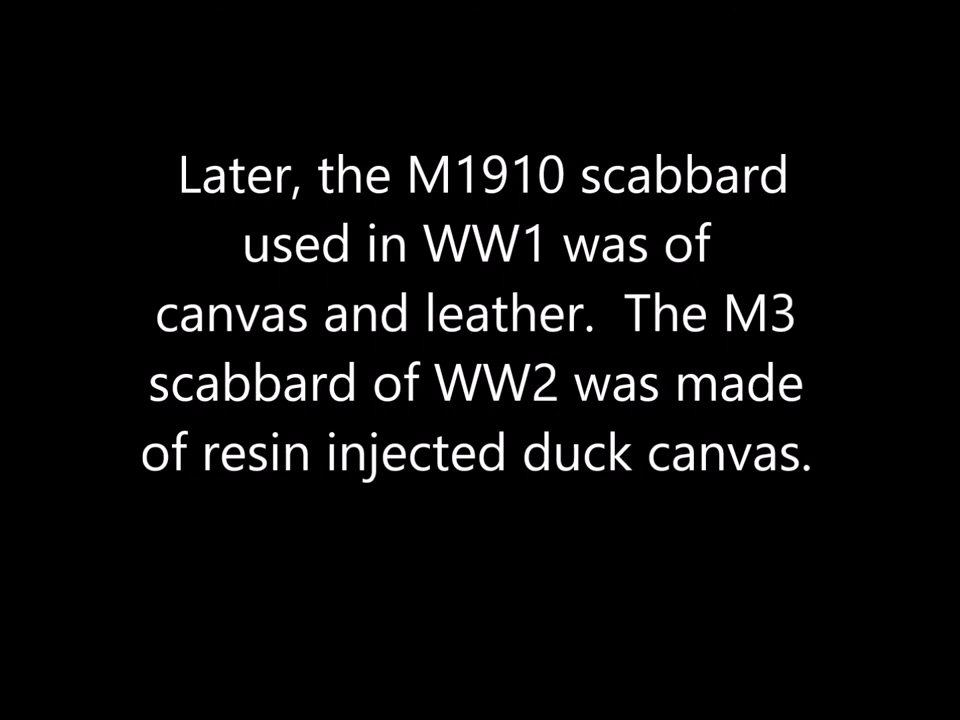 Later, the M1910 scabbard
used in WW1 was of
canvas and leather.  The M3
scabbard of WW2 was made
of resin injected duck canvas.